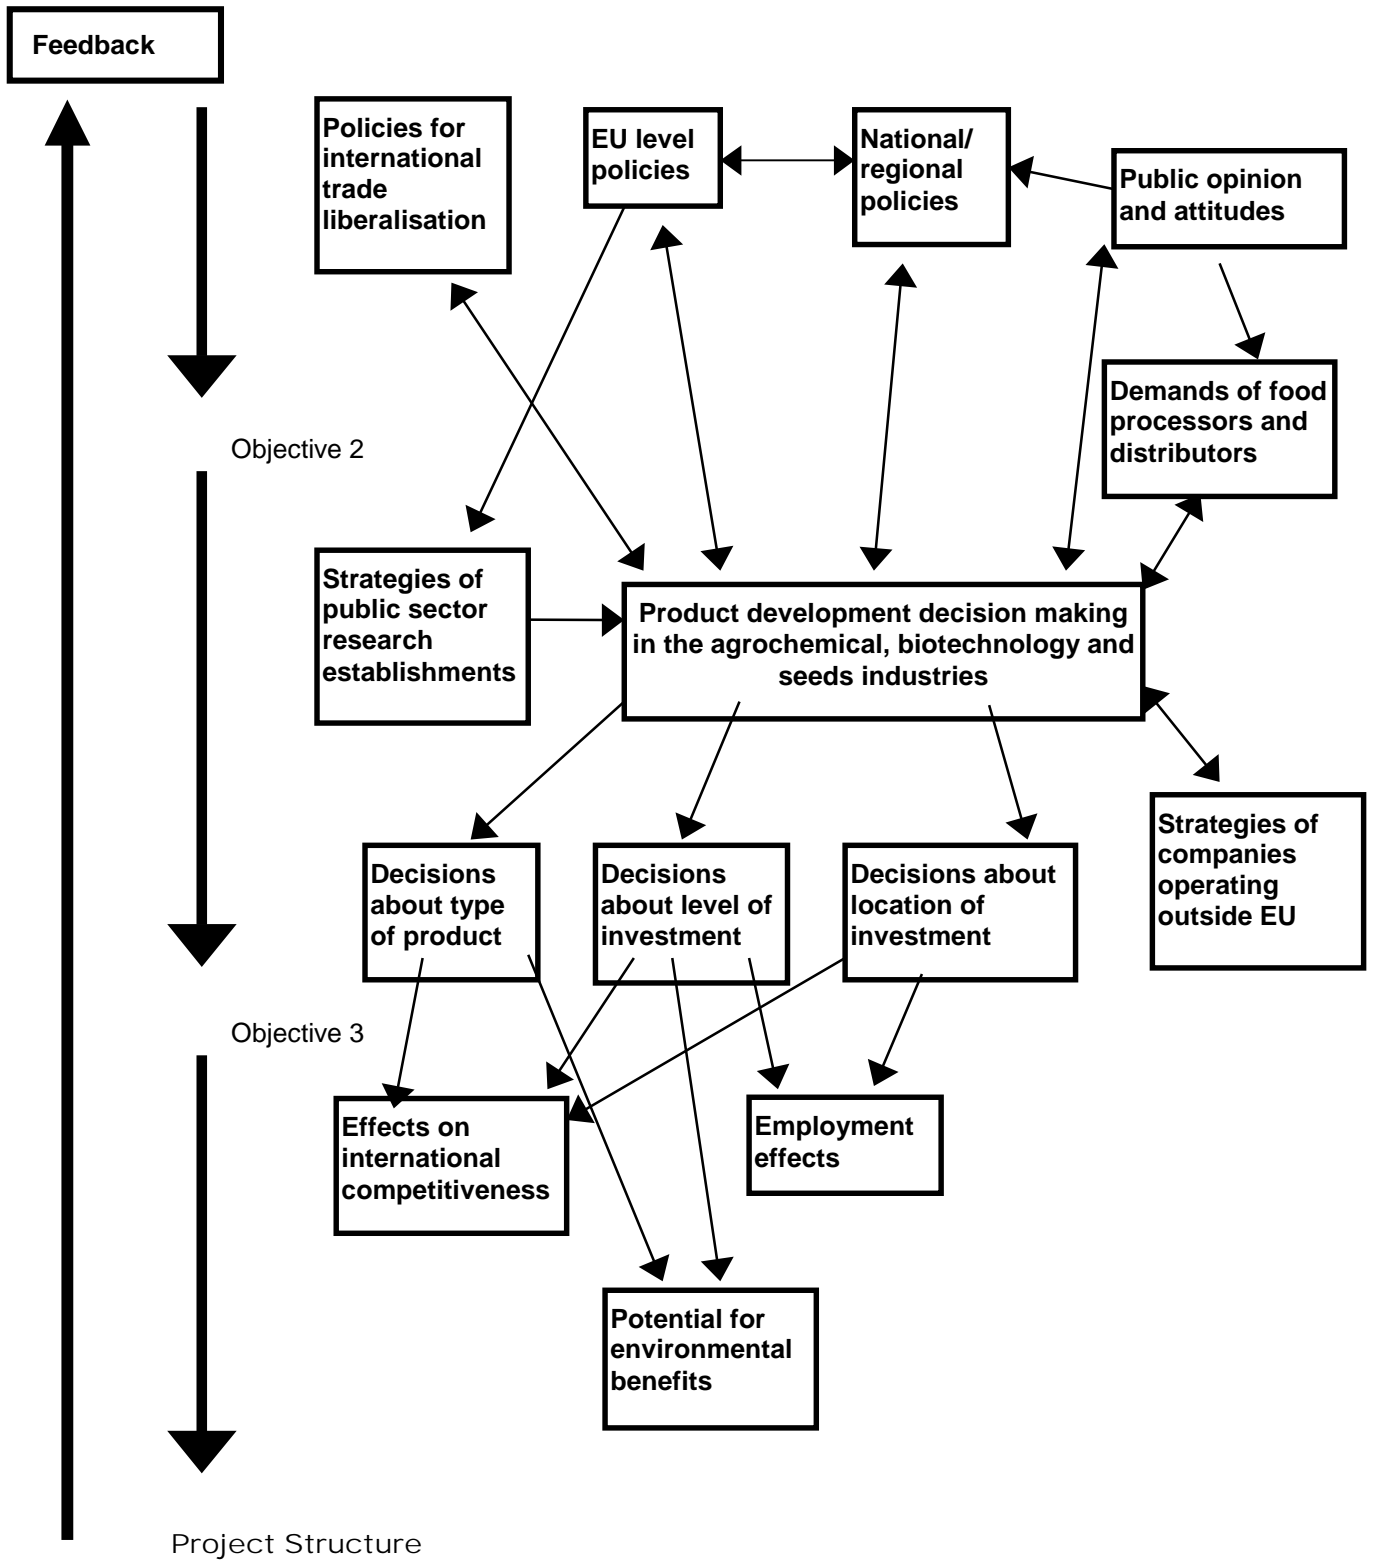 Feedback
Policies for
international
trade
liberalisation
EU level
policies
National/
regional
policies
Public opinion
and attitudes
Demands of food
processors and
distributors
Objective 2
Strategies of
public sector
research
establishments
Product development decision making
in the agrochemical, biotechnology and
seeds industries
Strategies of
companies
operating
outside EU
Decisions
about type
of product
Decisions
about level of
investment
Decisions about
location of
investment
Objective 3
Effects on
international
competitiveness
Employment
effects
Potential for
environmental
benefits
Project Structure